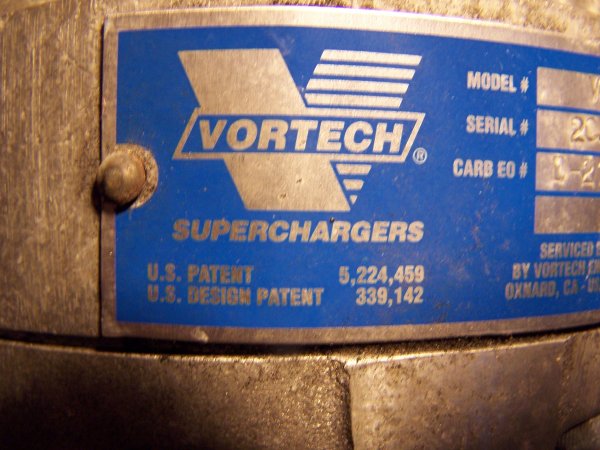 VORTECH®
SUPERCHARGERS
U.S. PATENT 5,224,459
U.S. DESIGN PATENT 339,142
MODEL #
SERIAL #
CARB EO #
SERVICED
BY VORTECH
OXNARD, CA -